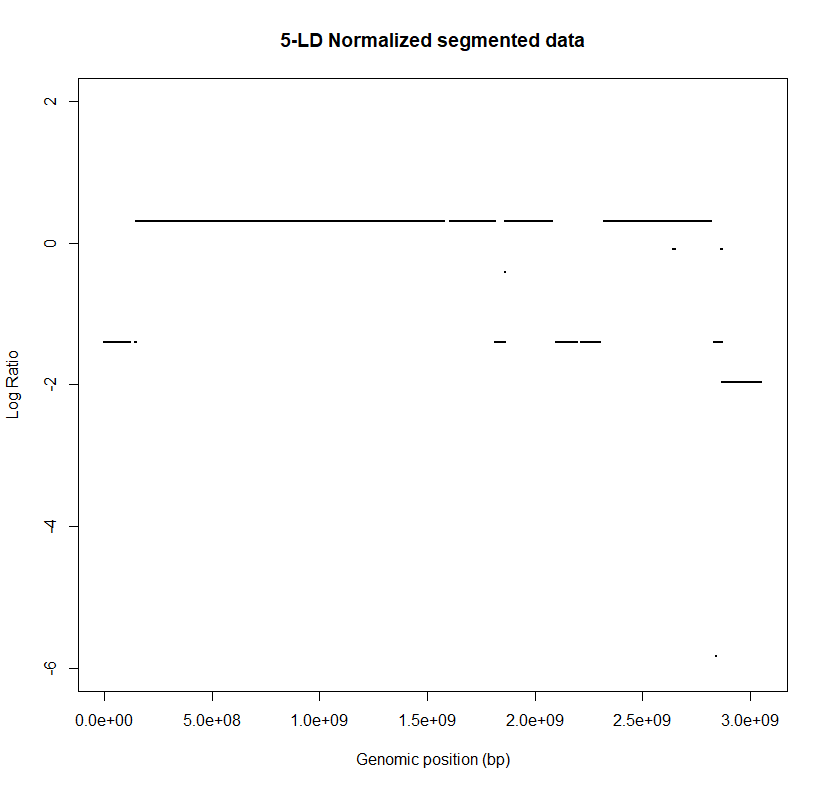 5-LD Normalized segmented data
2
0
-2
-4
-6
Log Ratio
0.0e+00 5.0e+08 1.0e+09 1.5e+09 2.0e+09 2.5e+09 3.0e+09
Genomic position (bp)